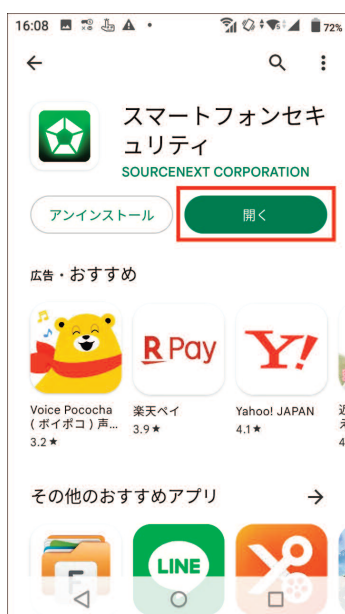 16:08
72%
スマートフォンセキ
ュリティ
SOURCENEXT CORPORATION
アンインストール
開く
広告・おすすめ
R Pay
Y!
Voice Pococha
楽天ペイ
Yahoo! JAPAN
(ボイポコ) 声...
3.2★
3.9★
4.1★
その他のおすすめアプリ
LINE